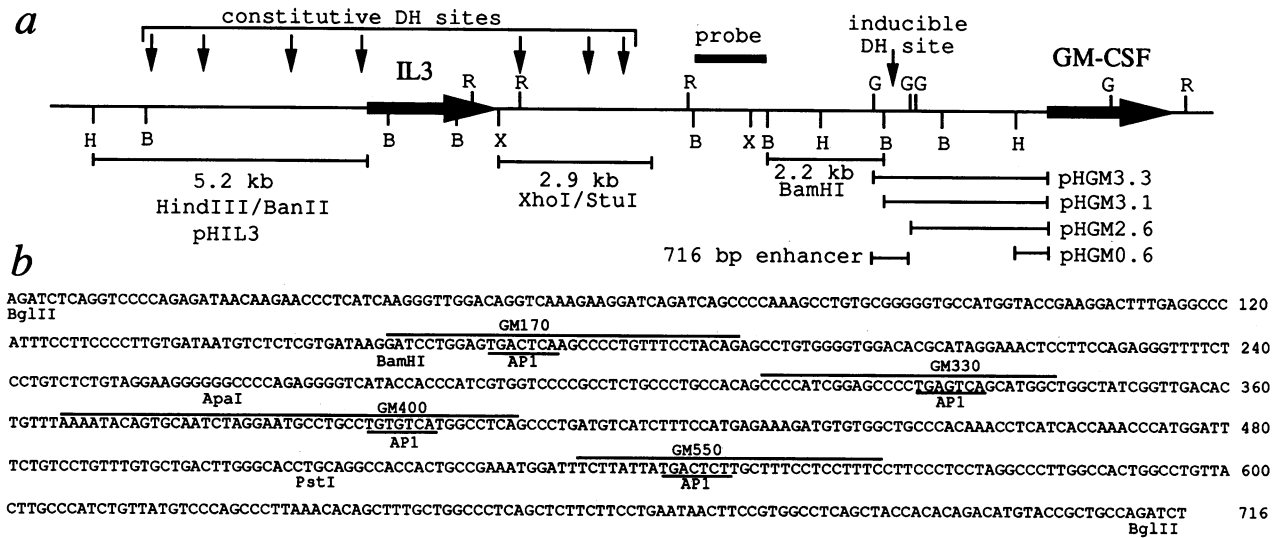 a
constitutive DH sites
inducible
DH site
probe
IL3
GM-CSF
R R R G GG G R
H B B B X B X B H B B H
5.2 kb
HindIII/BanII
pHIL3
2.9 kb
XhoI/StuI
2.2 kb
BamHI
pHGM3.3
pHGM3.1
pHGM2.6
716 bp enhancer
pHGM0.6
b
AGATCTCAGGTCCCCAGAGATAACAAGAACCCTCATCAAGGGTTGGACAGGTCAAAGAAGGATCAGATCAGCCCCAAAGCCTGTGCGGGGGTGCCATGGTACCGAAGGACTTTGAGGCCC 120
BglII
GM170
ATTTCCTTCCCCTTGTGATAATGTCTCTCGTGATAAGGATCCTGGAGTGACTCAAGCCCCTGTTTCCTACAGAGCCTGTGGGGTGGACACGCATAGGAAACTCCTTCCAGAGGGTTTTCT 240
BamHI AP1
GM330
CCTGTCTCTGTAGGAAGGGGGGCCCCAGAGGGGTCATACCACCCATCGTGGTCCCCGCCTCTGCCCTGCCACAGCCCCATCGGAGCCCCTGAGTCAGCATGGCTGGCTATCGGTTGACAC 360
ApaI AP1
GM400
TGTTTAAAATACAGTGCAATCTAGGAATGCCTGCCTGTGTCATGGCCTCAGCCCTGATGTCATCTTTCCATGAGAAAGATGTGTGGCTGCCCACAAACCTCATCACCAAACCCATGGATT 480
AP1
GM550
TCTGTCCTGTTTGTGCTGACTTGGGCACCTGCAGGCCACCACTGCCGAAATGGATTTCTTATTATGACTCTTGCTTTCCTCCTTTCCTTCCCTCCTAGGCCCTTGGCCACTGGCCTGTTA 600
PstI AP1
CTTGCCCATCTGTTATGTCCCAGCCCTTAAACACAGCTTTGCTGGCCCTCAGCTCTTCTTCCTGAATAACTTCCGTGGCCTCAGCTACCACACAGACATGTACCGCTGCCAGATCT 716
BglII